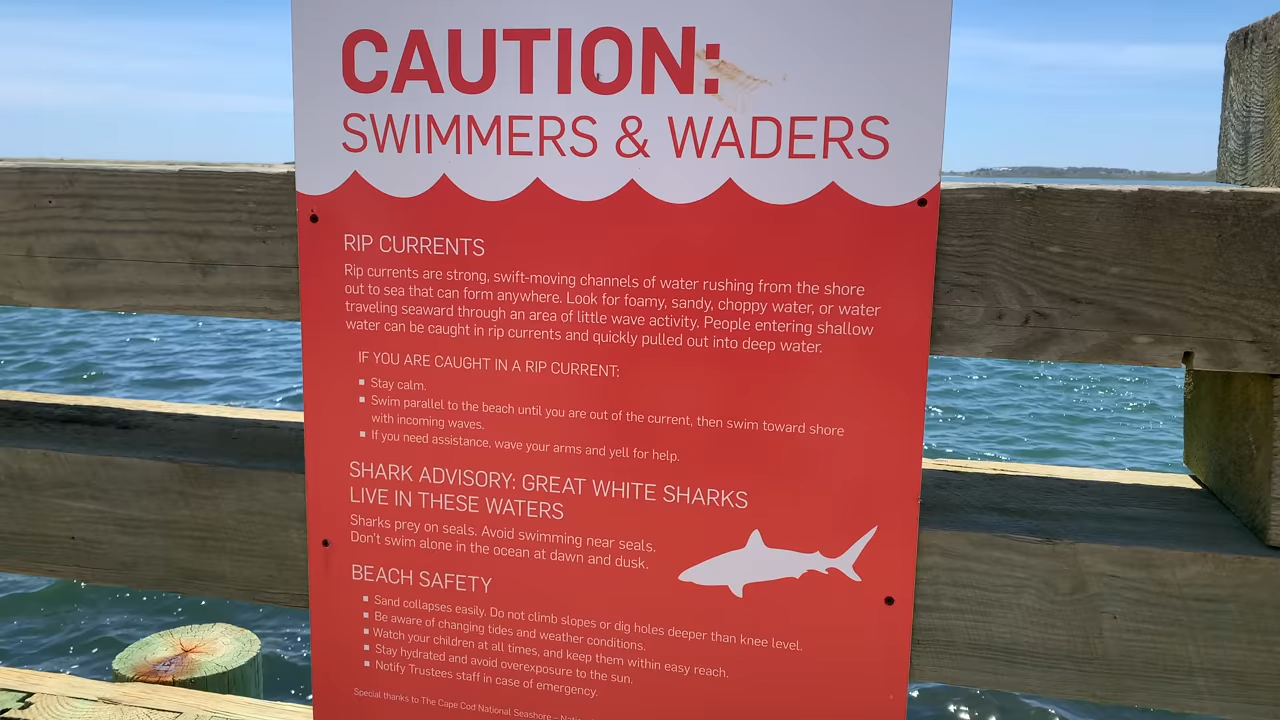 CAUTION:
SWIMMERS & WADERS
RIP CURRENTS
Rip currents are strong, swift-moving channels of water rushing from the shore
out to sea that can form anywhere. Look for foamy, sandy, choppy water, or water
traveling seaward through an area of little wave activity. People entering shallow
water can be caught in rip currents and quickly pulled out into deep water.
IF YOU ARE CAUGHT IN A RIP CURRENT:
▪ Stay calm.
▪ Swim parallel to the beach until you are out of the current, then swim toward shore
with incoming waves.
▪ If you need assistance, wave your arms and yell for help.
SHARK ADVISORY: GREAT WHITE SHARKS
LIVE IN THESE WATERS
Sharks prey on seals. Avoid swimming near seals.
Don't swim alone in the ocean at dawn and dusk.
BEACH SAFETY
▪ Sand collapses easily. Do not climb slopes or dig holes deeper than knee level.
▪ Be aware of changing tides and weather conditions.
▪ Watch your children at all times, and keep them within easy reach.
▪ Stay hydrated and avoid overexposure to the sun.
▪ Notify Trustees staff in case of emergency.
Special thanks to The Cape Cod National Seashore –